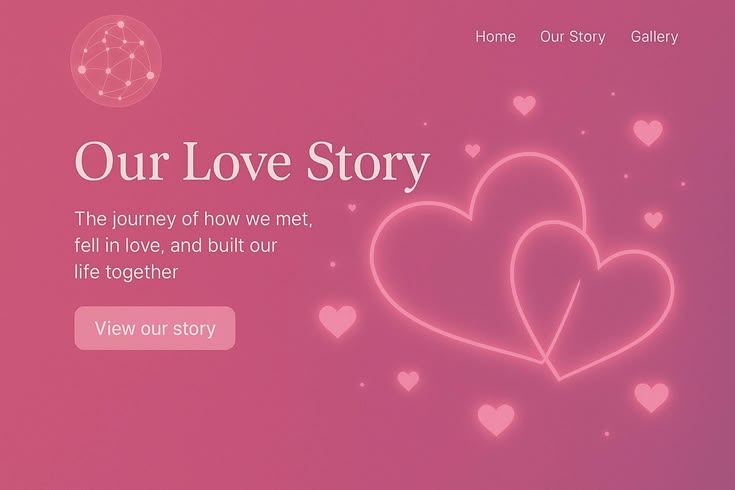 Home Our Story Gallery
Our Love Story
The journey of how we met,
fell in love, and built our
life together
View our story